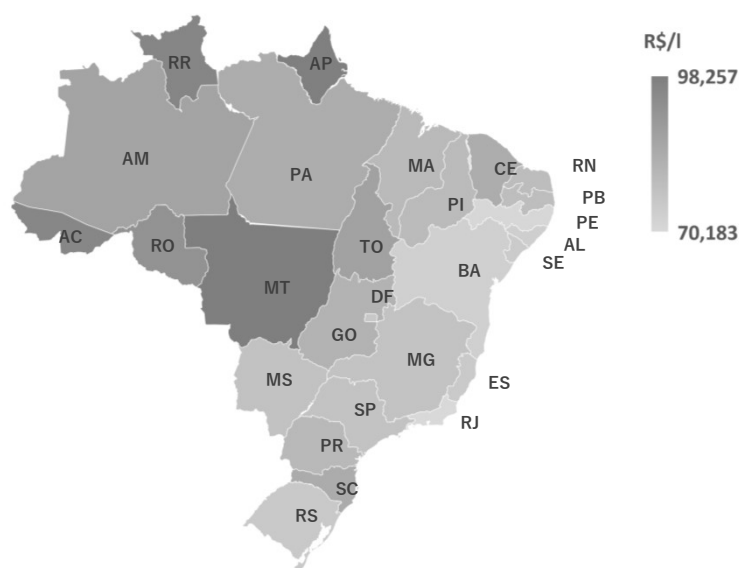 R$/l
98,257
70,183
RR
AP
AM
PA
MA
CE
RN
PI
PB
PE
AL
SE
AC
RO
TO
MT
BA
DF
GO
MG
MS
ES
SP
RJ
PR
SC
RS